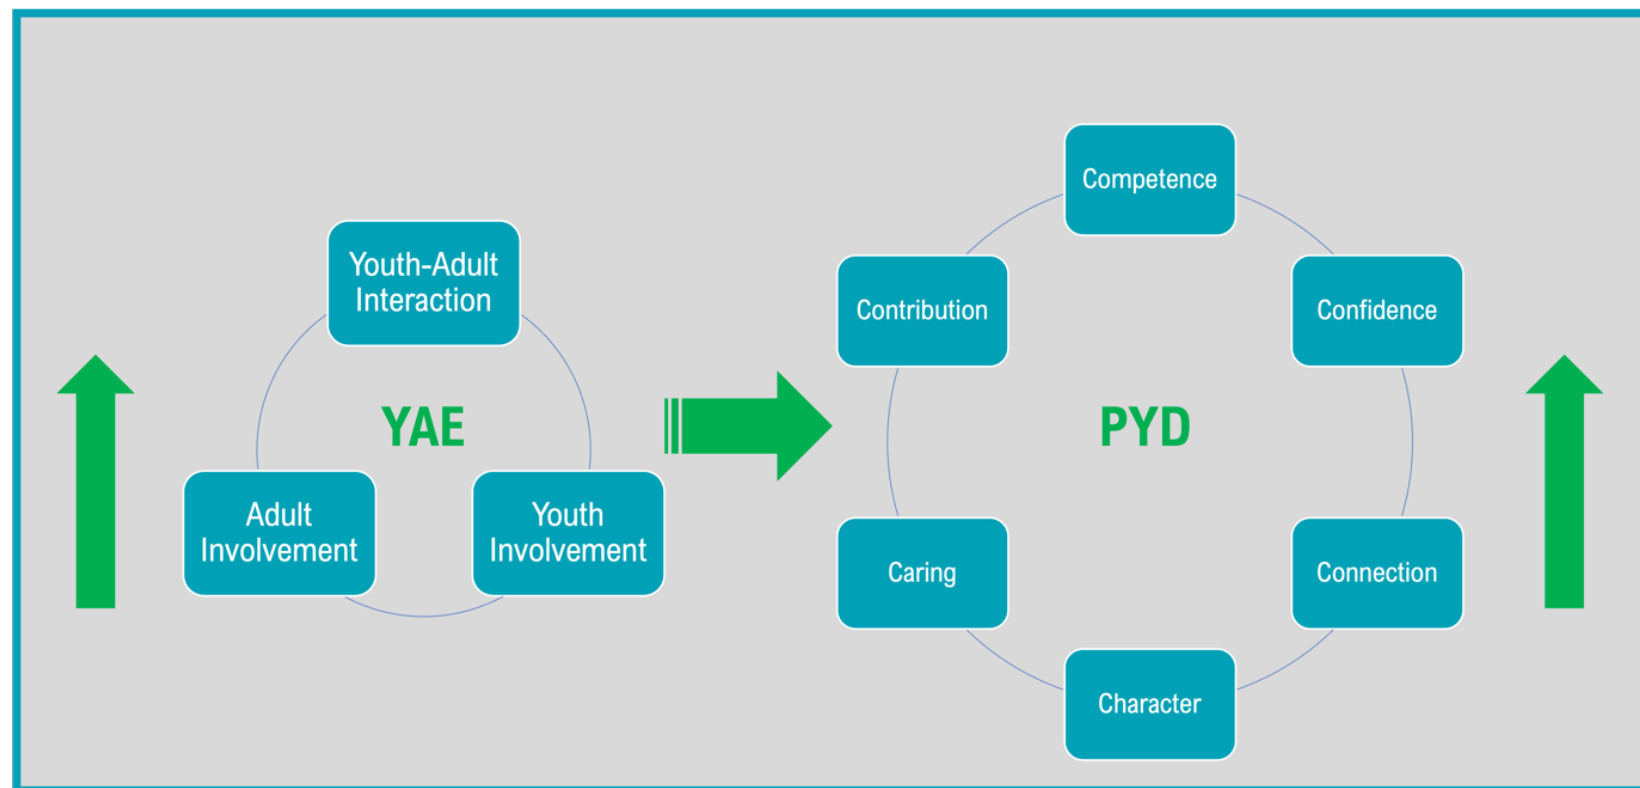 Youth-Adult
Interaction
YAE
Adult
Involvement
Youth
Involvement
Competence
Confidence
Contribution
PYD
Connection
Caring
Character